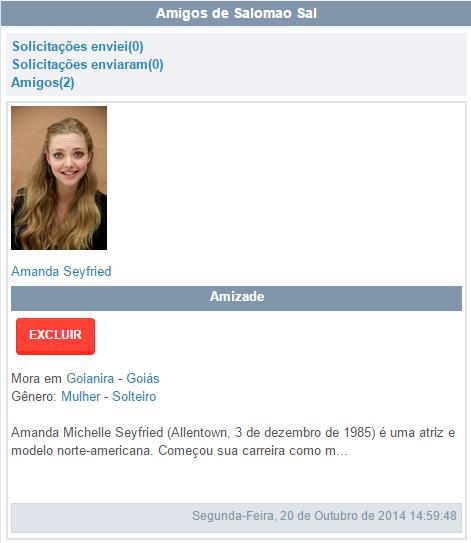 Amigos de Salomao Sal
Solicitações enviei(0)
Solicitações enviaram(0)
Amigos(2)
Amanda Seyfried
Amizade
EXCLUIR
Mora em Goianira - Goiás
Gênero: Mulher - Solteiro
Amanda Michelle Seyfried (Allentown, 3 de dezembro de 1985) é uma atriz e
modelo norte-americana. Começou sua carreira como m...
Segunda-Feira, 20 de Outubro de 2014 14:59:48